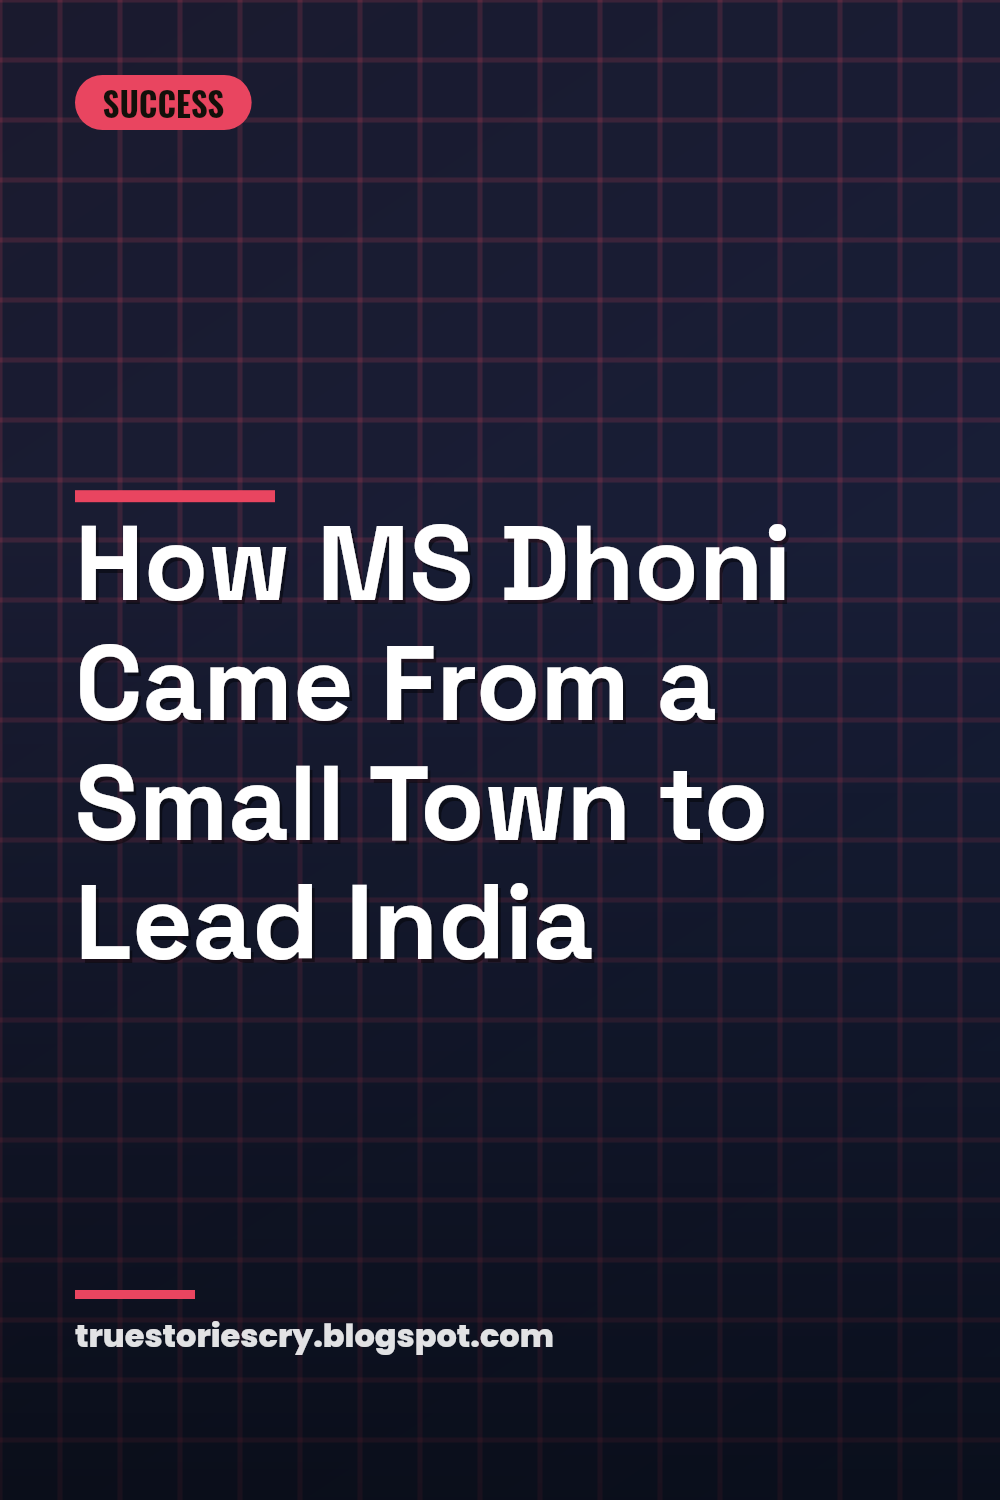 SUCCESS
How MS Dhoni
Came From a
Small Town to
Lead India
truestoriescry.blogspot.com